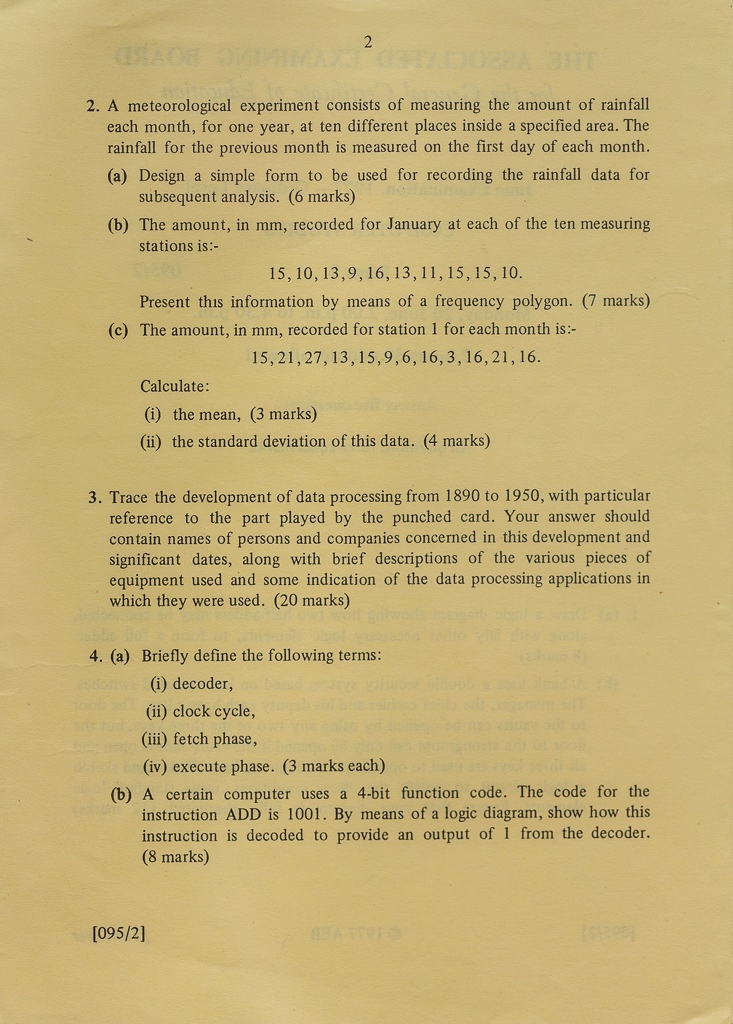 2
2. A meteorological experiment consists of measuring the amount of rainfall
each month, for one year, at ten different places inside a specified area. The
rainfall for the previous month is measured on the first day of each month.
(a) Design a simple form to be used for recording the rainfall data for
subsequent analysis. (6 marks)
(b) The amount, in mm, recorded for January at each of the ten measuring
stations is:-
15, 10, 13, 9, 16, 13, 11, 15, 15, 10.
Present this information by means of a frequency polygon. (7 marks)
(c) The amount, in mm, recorded for station 1 for each month is:-
15, 21, 27, 13, 15, 9, 6, 16, 3, 16, 21, 16.
Calculate:
(i) the mean, (3 marks)
(ii) the standard deviation of this data. (4 marks)
3. Trace the development of data processing from 1890 to 1950, with particular
reference to the part played by the punched card. Your answer should
contain names of persons and companies concerned in this development and
significant dates, along with brief descriptions of the various pieces of
equipment used and some indication of the data processing applications in
which they were used. (20 marks)
4. (a) Briefly define the following terms:
(i) decoder,
(ii) clock cycle,
(iii) fetch phase,
(iv) execute phase. (3 marks each)
(b) A certain computer uses a 4-bit function code. The code for the
instruction ADD is 1001. By means of a logic diagram, show how this
instruction is decoded to provide an output of 1 from the decoder.
(8 marks)
[095/2]